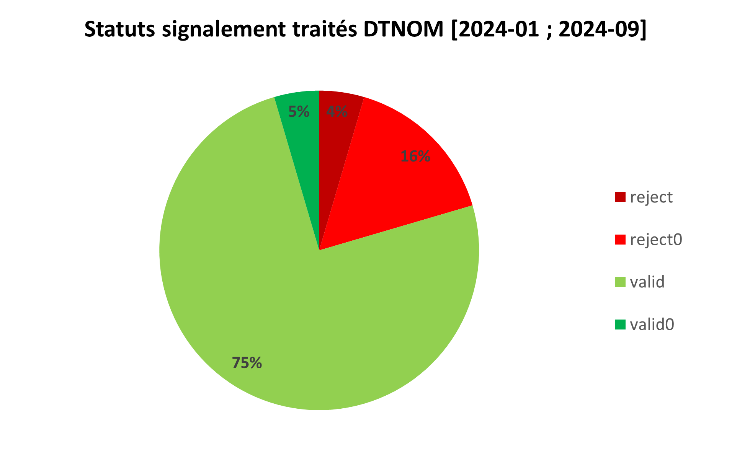 Statuts signalement traités DTNOM [2024-01 ; 2024-09]
5%
4%
16%
75%
reject
reject0
valid
valid0